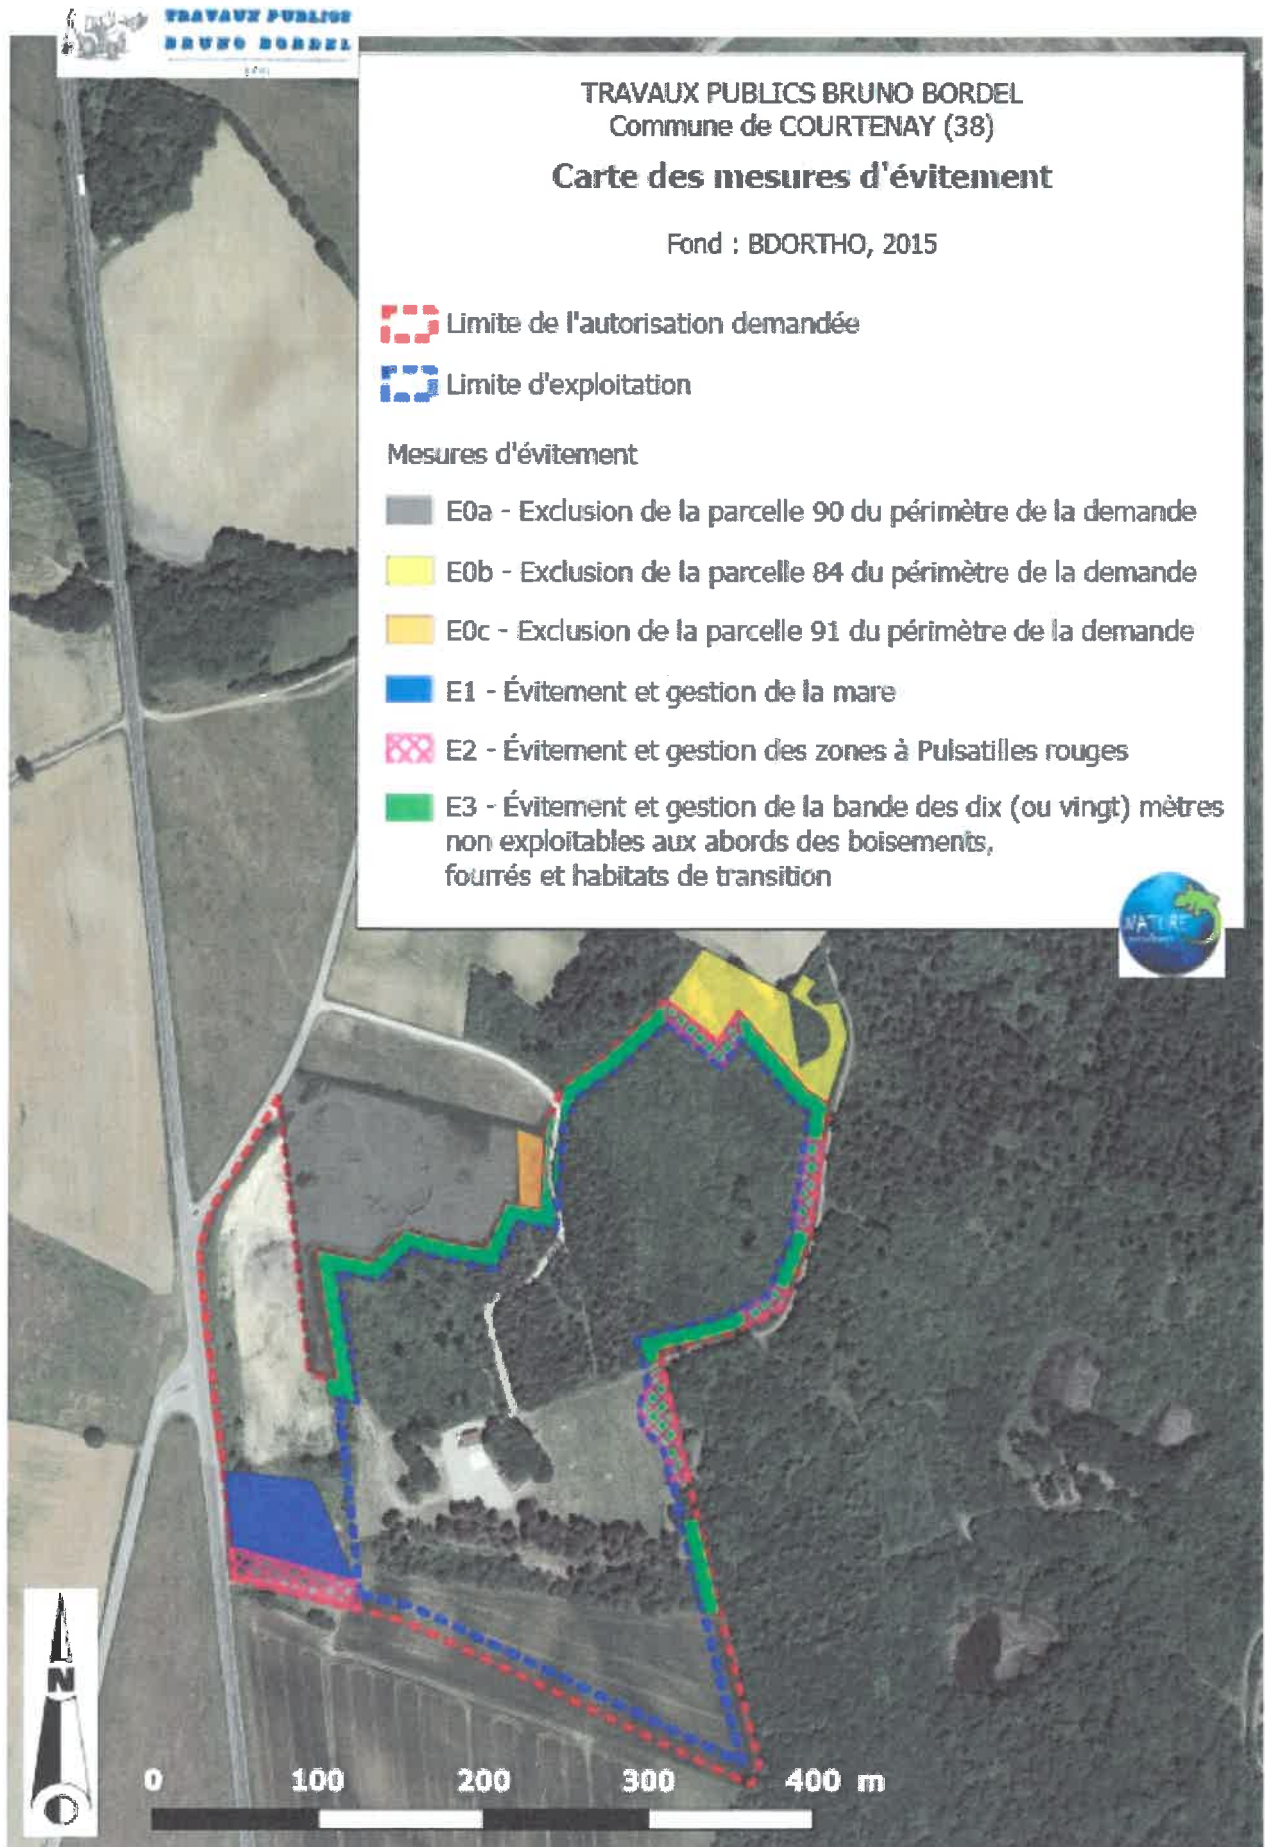 TRAVAUX PUBLICS
BRUNO BORDEL
TRAVAUX PUBLICS BRUNO BORDEL
Commune de COURTENAY (38)
Carte des mesures d'évitement
Fond : BDORTHO, 2015
Limite de l'autorisation demandée
Limite d'exploitation
Mesures d'évitement
E0a - Exclusion de la parcelle 90 du périmètre de la demande
E0b - Exclusion de la parcelle 84 du périmètre de la demande
E0c - Exclusion de la parcelle 91 du périmètre de la demande
E1 - Évitement et gestion de la mare
E2 - Évitement et gestion des zones à Pulsatilles rouges
E3 - Évitement et gestion de la bande des dix (ou vingt) mètres
non exploitables aux abords des boisements,
fourrés et habitats de transition
NATURE
N
0 100 200 300 400 m